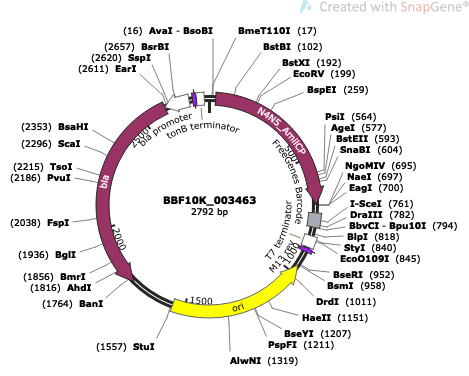 Created with SnapGene®
(16) AvaI - BsoBI
BmeT110I (17)
(2657) BsrBI
BstBI (102)
(2620) SspI
(2611) EarI
BstXI (192)
EcoRV (199)
BspEI (259)
bla promoter
tonB terminator
N4N5_AmilCP
PsiI (564)
AgeI (577)
BstEII (593)
SnaBI (604)
(2353) BsaHI
2500
500
(2296) ScaI
FreeGenes Barcode
NgoMIV (695)
(2215) TsoI
NaeI (697)
(2186) PvuI
bla
EagI (700)
BBF10K_003463
2792 bp
I-SceI (761)
DraIII (782)
(2038) FspI
BbvCI - Bpu10I (794)
BlpI (818)
T7 terminator
2000
StyI (840)
(1936) BglI
EcoO109I (845)
1000
(1856) BmrI
BseRI (952)
(1816) AhdI
BsmI (958)
(1764) BanI
1500
ori
DrdI (1011)
HaeII (1151)
BseYI (1207)
(1557) StuI
PspFI (1211)
AlwNI (1319)